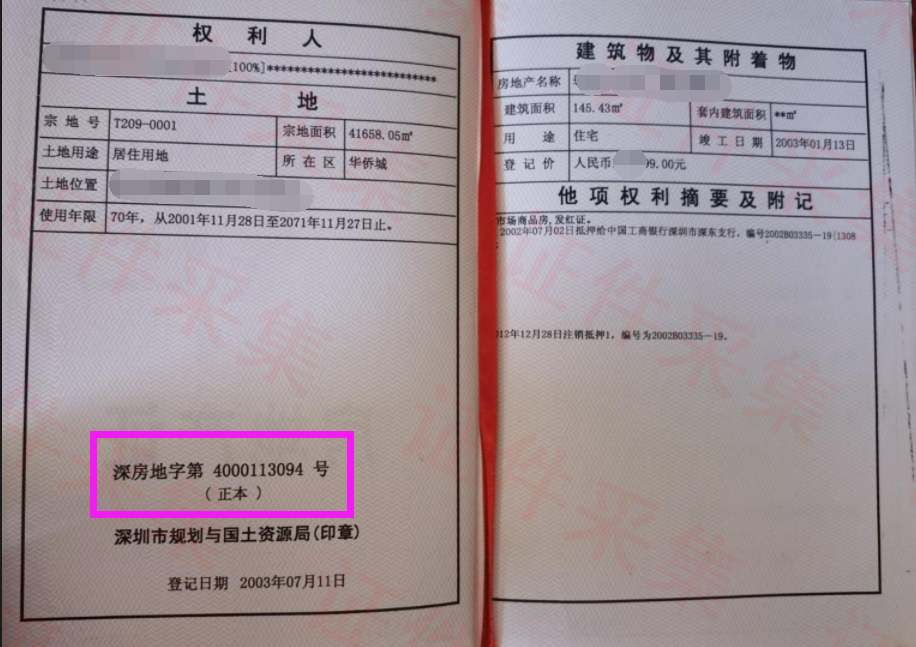 权利人
[100%]**************************
土地
宗地号 T209-0001 宗地面积 41658.05㎡
土地用途 居住用地 所在区 华侨城
土地位置
使用年限 70年，从2001年11月28日至2071年11月27日止。
深房地字第 4000113094 号
（正本）
深圳市规划与国土资源局(印章)
登记日期 2003年07月11日
建筑物及其附着物
房地产名称
建筑面积 145.43㎡ 套内建筑面积 **㎡
用途 住宅 竣工日期 2003年01月13日
登记价 人民币 99.00元
他项权利摘要及附记
市场商品房,发红证。
2002年07月02日抵押给中国工商银行深圳市深东支行，编号2002B03335-19[1308
012年12月28日注销抵押1，编号为2002B03335-19。
证件采集
证件采集
证件采集
证件采集